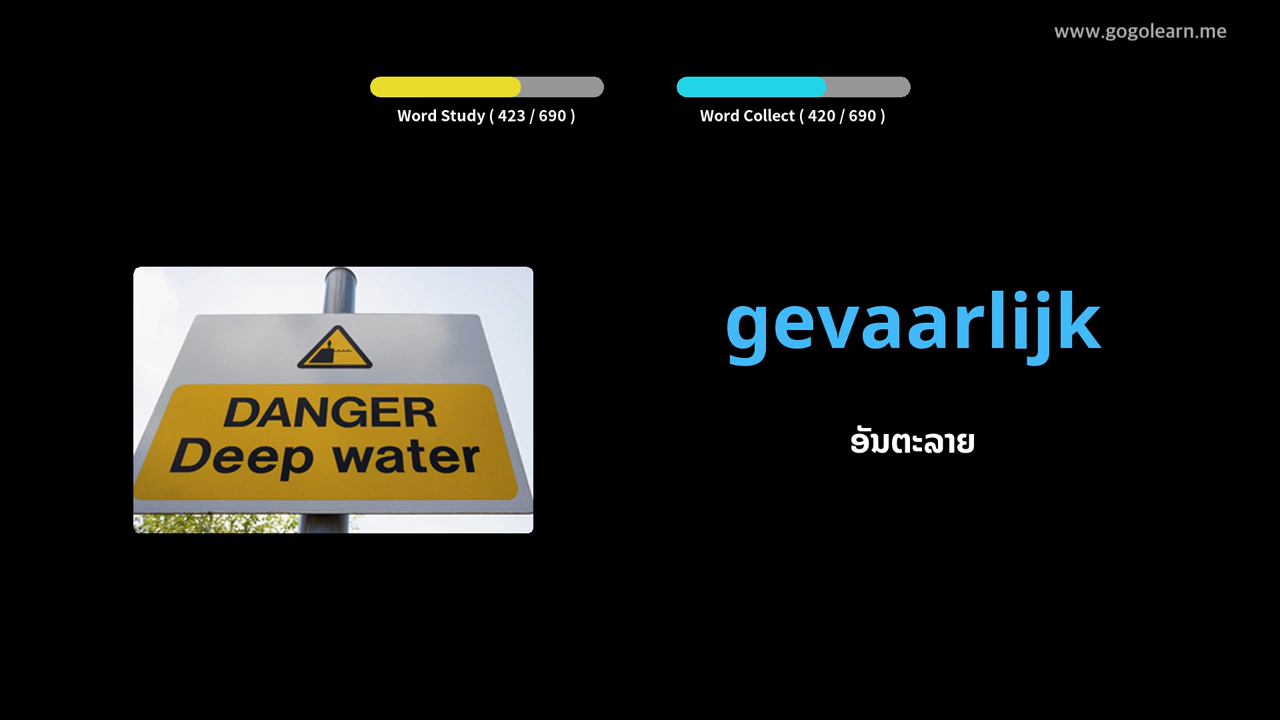 www.gogolearn.me
Word Study ( 423 / 690 )
Word Collect ( 420 / 690 )
DANGER
Deep water
gevaarlijk
ອັນຕະລາຍ